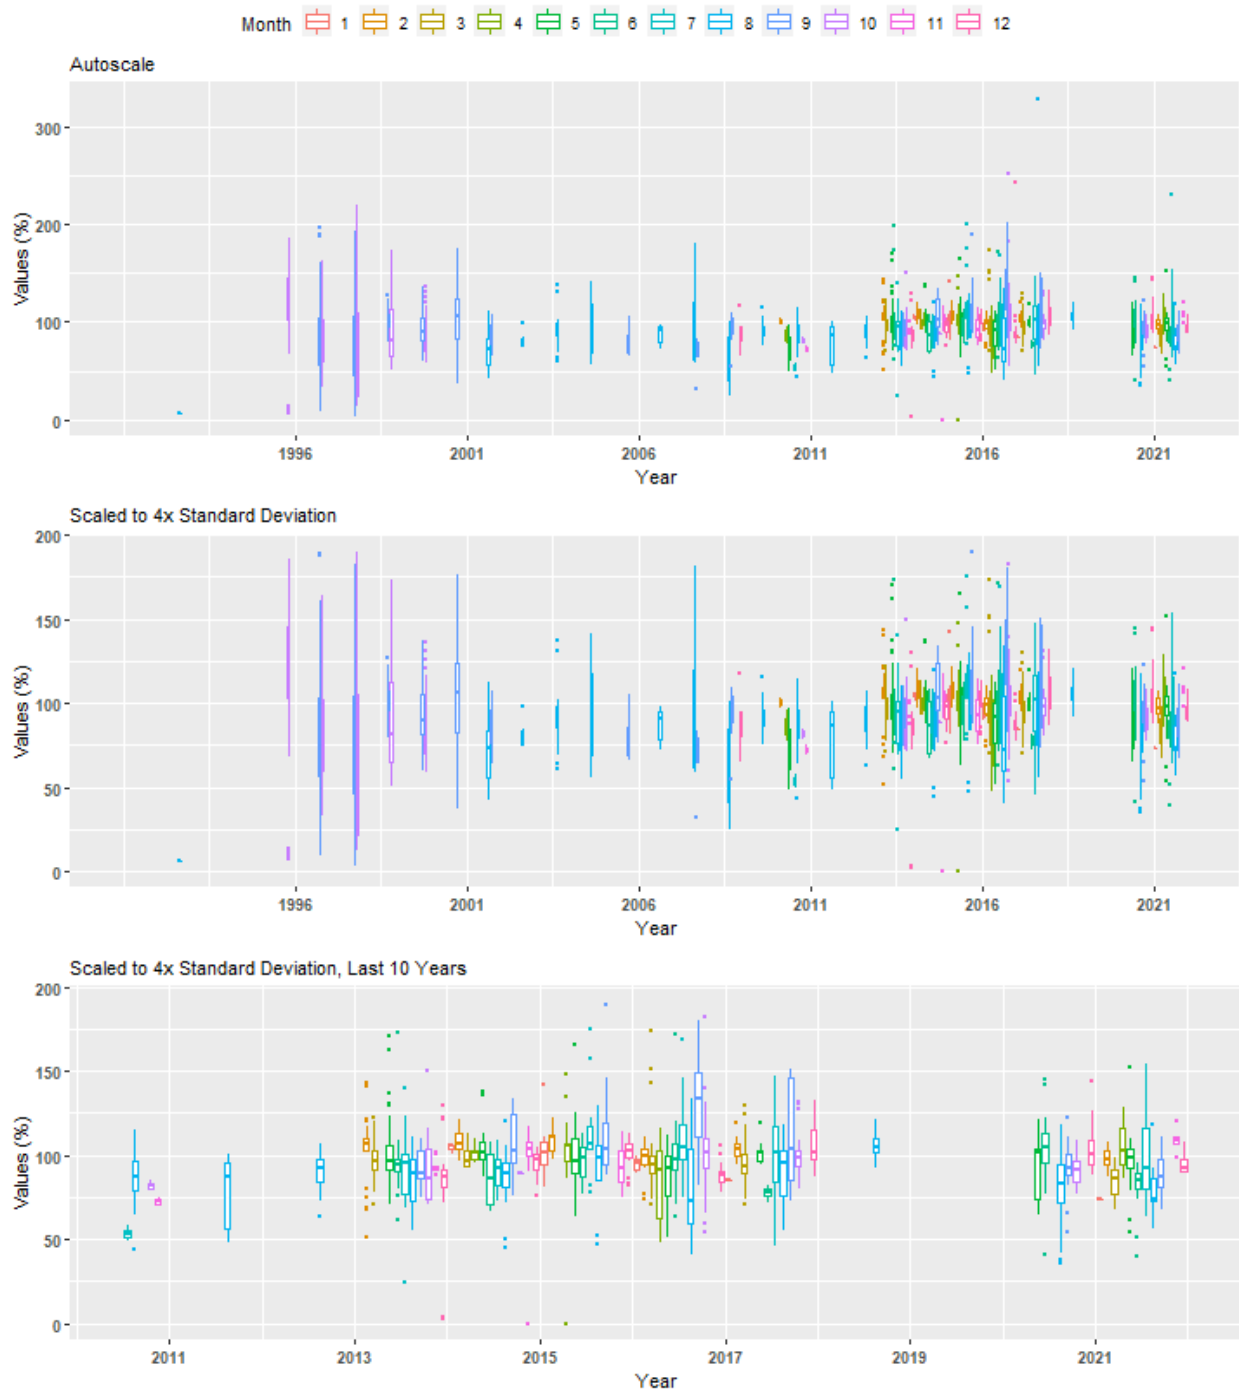 Month 1 2 3 4 5 6 7 8 9 10 11 12
Autoscale
Values (%)
300
200
100
0
1996 2001 2006 2011 2016 2021
Year
Scaled to 4x Standard Deviation
Values (%)
200
150
100
50
0
1996 2001 2006 2011 2016 2021
Year
Scaled to 4x Standard Deviation, Last 10 Years
Values (%)
200
150
100
50
0
2011 2013 2015 2017 2019 2021
Year